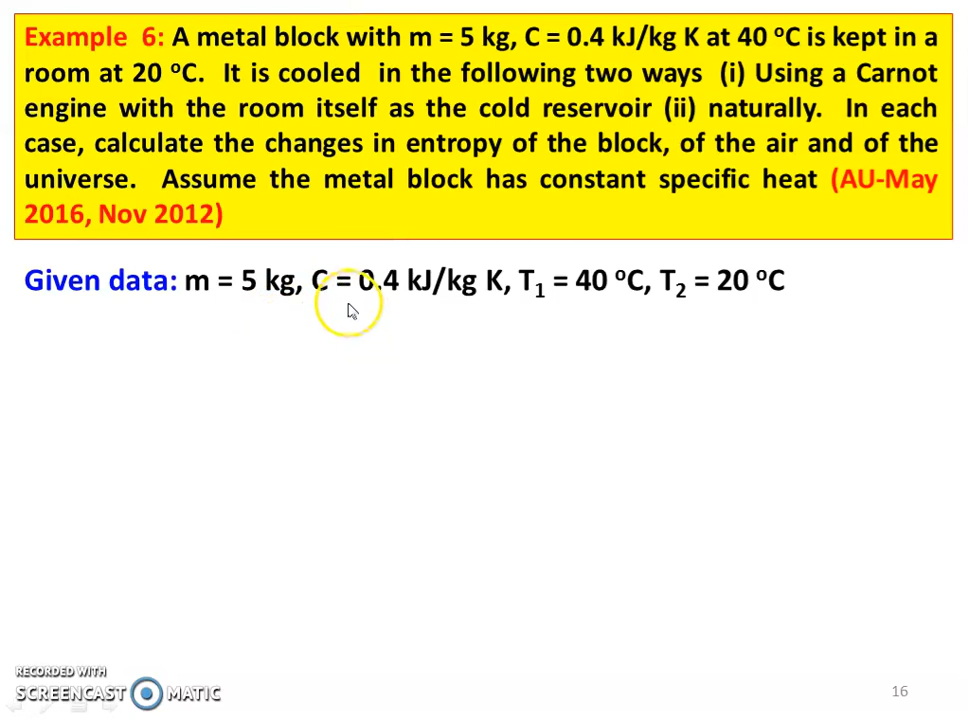 Example 6: A metal block with m = 5 kg, C = 0.4 kJ/kg K at 40 ᵒC is kept in a
room at 20 ᵒC. It is cooled in the following two ways (i) Using a Carnot
engine with the room itself as the cold reservoir (ii) naturally. In each
case, calculate the changes in entropy of the block, of the air and of the
universe. Assume the metal block has constant specific heat (AU-May
2016, Nov 2012)
Given data: m = 5 kg, C = 0.4 kJ/kg K, T₁ = 40 ᵒC, T₂ = 20 ᵒC
RECORDED WITH
SCREENCAST MATIC
16